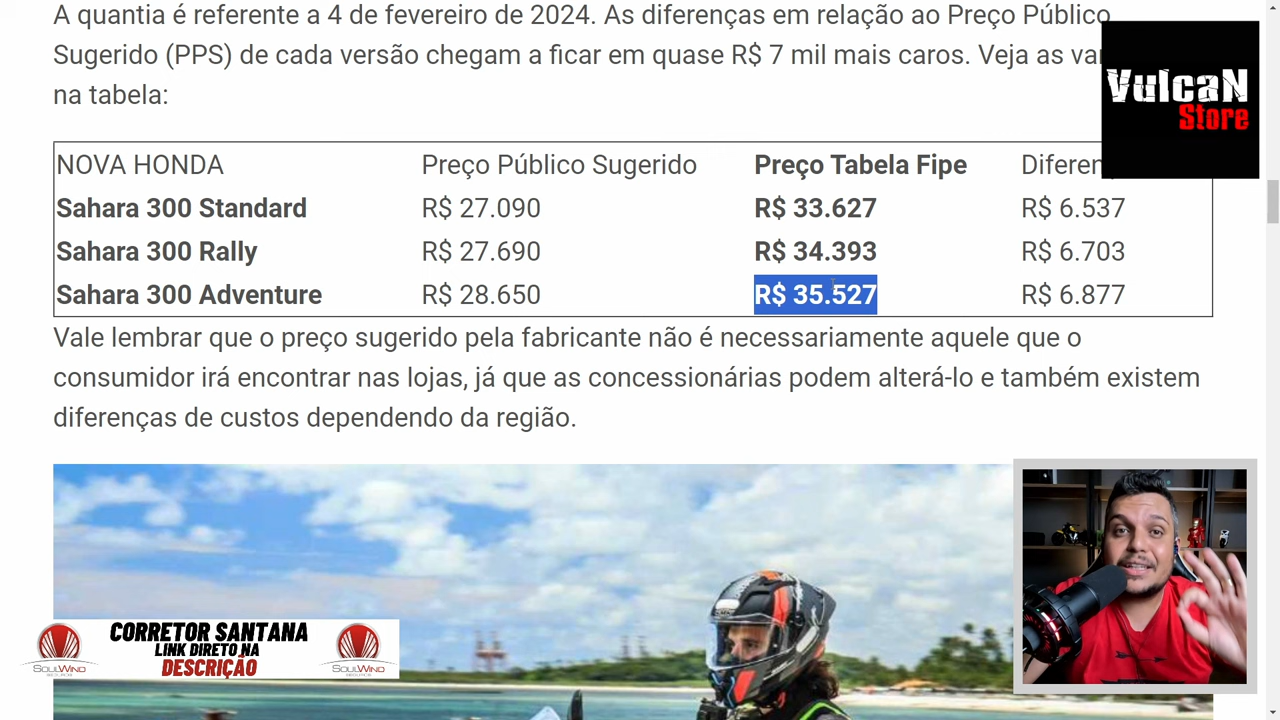 A quantia é referente a 4 de fevereiro de 2024. As diferenças em relação ao Preço Público
Sugerido (PPS) de cada versão chegam a ficar em quase R$ 7 mil mais caros. Veja as
na tabela:
VulcaN
Store
NOVA HONDA Preço Público Sugerido Preço Tabela Fipe
Sahara 300 Standard R$ 27.090 R$ 33.627 R$ 6.537
Sahara 300 Rally R$ 27.690 R$ 34.393 R$ 6.703
Sahara 300 Adventure R$ 28.650 R$ 35.527 R$ 6.877
Vale lembrar que o preço sugerido pela fabricante não é necessariamente aquele que o
consumidor irá encontrar nas lojas, já que as concessionárias podem alterá-lo e também existem
diferenças de custos dependendo da região.
CORRETOR SANTANA
LINK DIRETO NA
DESCRIÇÃO
SOULWIND
SOULWIND